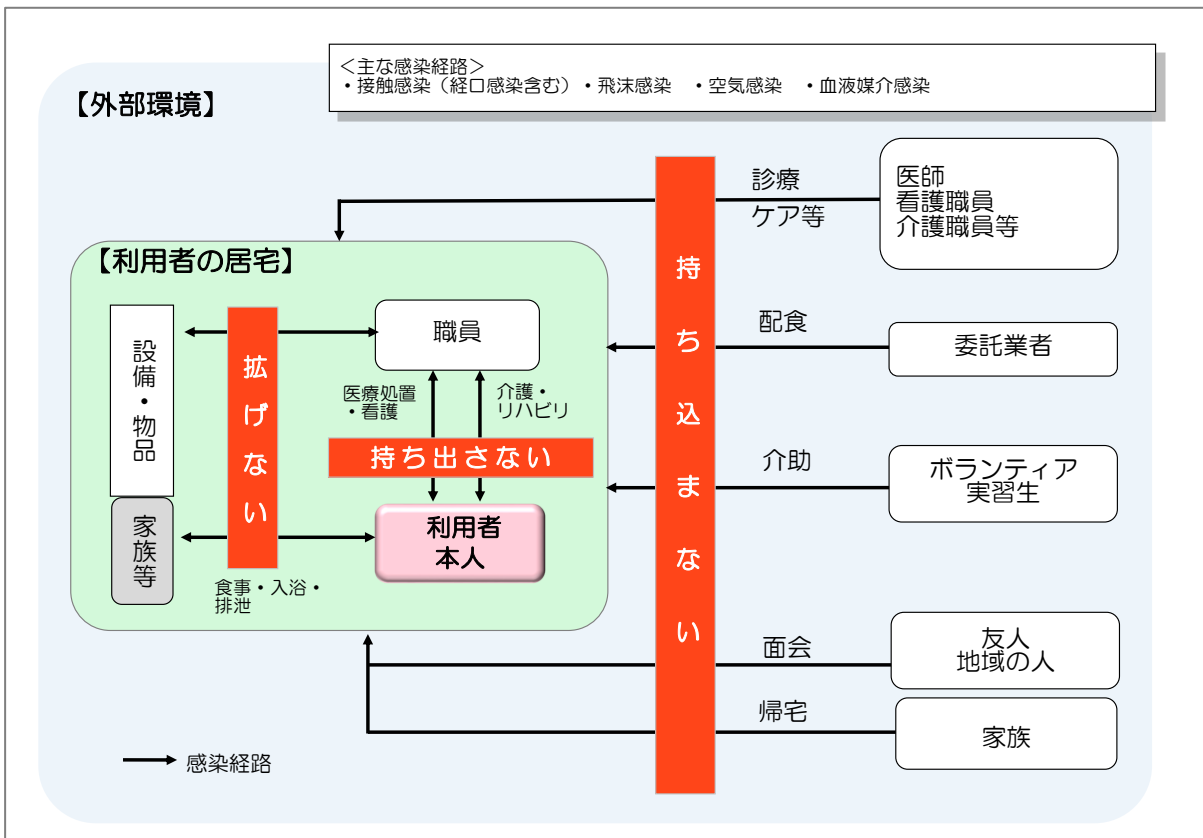 ＜主な感染経路＞
・接触感染（経口感染含む）・飛沫感染　・空気感染　・血液媒介感染
【外部環境】
診療
ケア等
医師
看護職員
介護職員等
持ち込まない
【利用者の居宅】
配食
委託業者
設備・物品
拡げない
職員
医療処置
・看護
介護・
リハビリ
持ち出さない
介助
ボランティア
実習生
家族等
利用者
本人
食事・入浴・
排泄
面会
友人
地域の人
帰宅
家族
感染経路